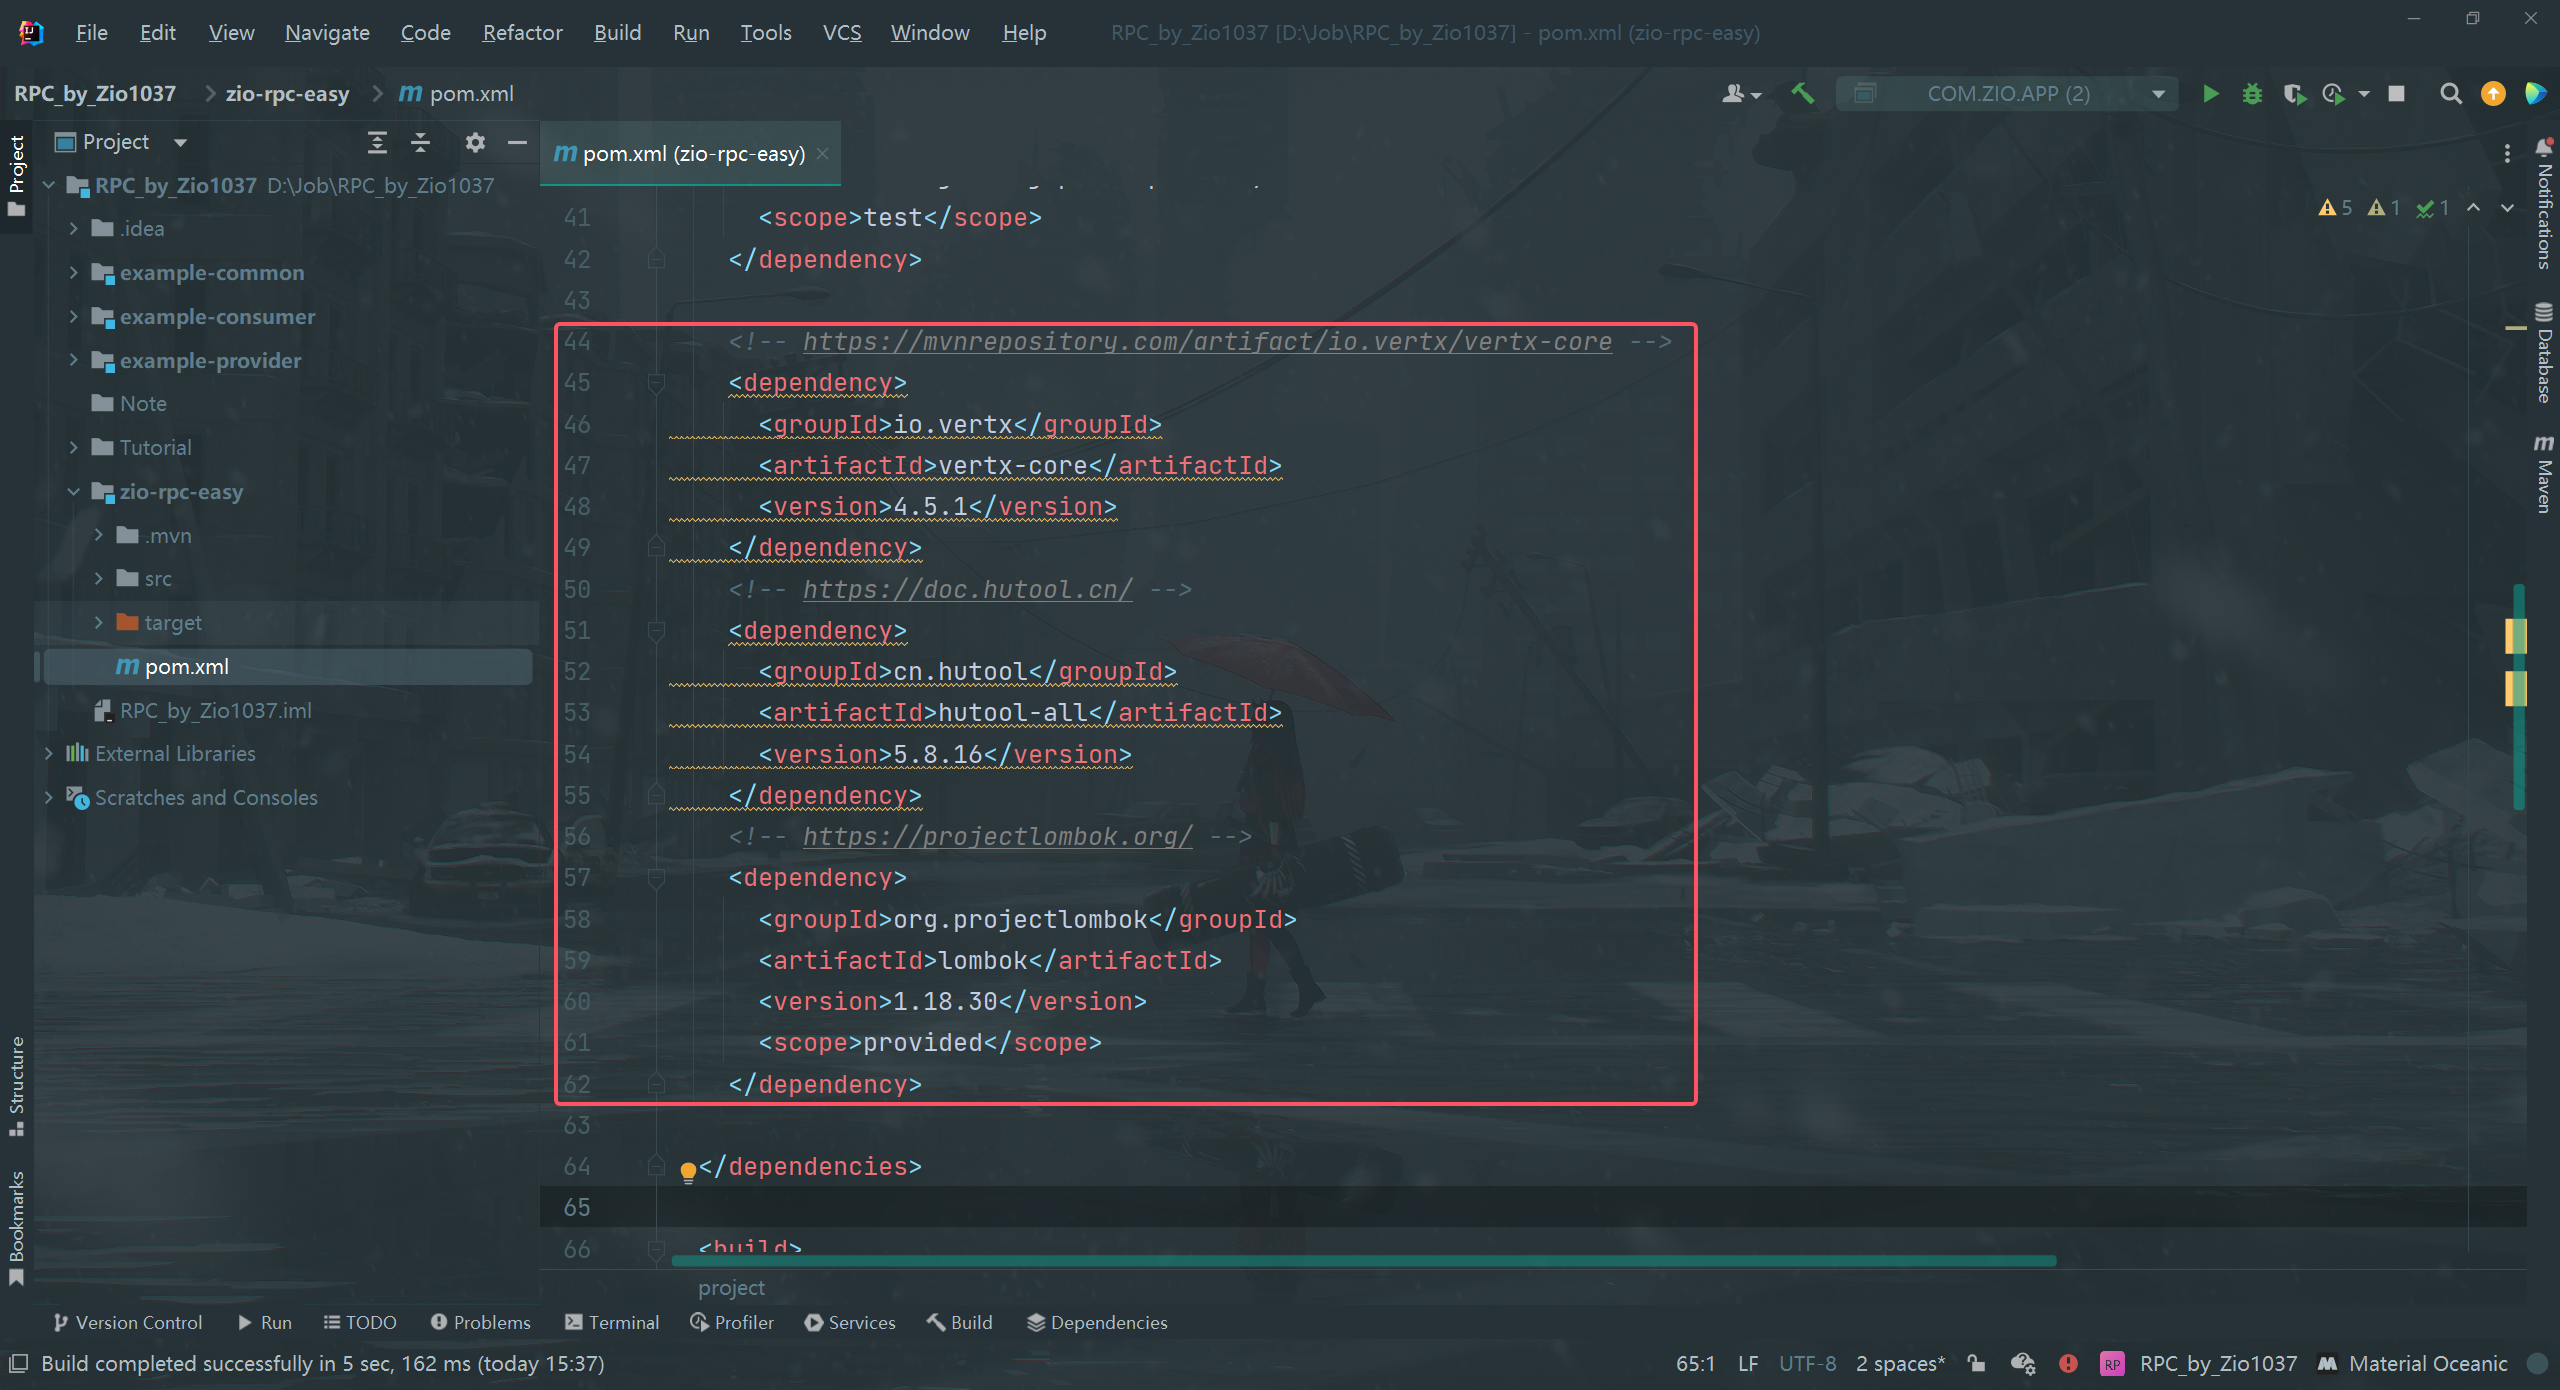 File Edit View Navigate Code Refactor Build Run Tools VCS Window Help RPC_by_Zio1037 [D:\Job\RPC_by_Zio1037] - pom.xml (zio-rpc-easy)
RPC_by_Zio1037 zio-rpc-easy m pom.xml COM.ZIO.APP (2)
Project
Project
RPC_by_Zio1037 D:\Job\RPC_by_Zio1037
.idea
example-common
example-consumer
example-provider
Note
Tutorial
zio-rpc-easy
.mvn
src
target
m pom.xml
RPC_by_Zio1037.iml
External Libraries
Scratches and Consoles
Structure
Bookmarks
m pom.xml (zio-rpc-easy)
5 1 1
41 <scope>test</scope>
42 </dependency>
43
44 <!-- https://mvnrepository.com/artifact/io.vertx/vertx-core -->
45 <dependency>
46 <groupId>io.vertx</groupId>
47 <artifactId>vertx-core</artifactId>
48 <version>4.5.1</version>
49 </dependency>
50 <!-- https://doc.hutool.cn/ -->
51 <dependency>
52 <groupId>cn.hutool</groupId>
53 <artifactId>hutool-all</artifactId>
54 <version>5.8.16</version>
55 </dependency>
56 <!-- https://projectlombok.org/ -->
57 <dependency>
58 <groupId>org.projectlombok</groupId>
59 <artifactId>lombok</artifactId>
60 <version>1.18.30</version>
61 <scope>provided</scope>
62 </dependency>
63
64 </dependencies>
65
66 <build>
project
Notifications
Database
m Maven
Version Control Run TODO Problems Terminal Profiler Services Build Dependencies
Build completed successfully in 5 sec, 162 ms (today 15:37) 65:1 LF UTF-8 2 spaces* RP RPC_by_Zio1037 Material Oceanic